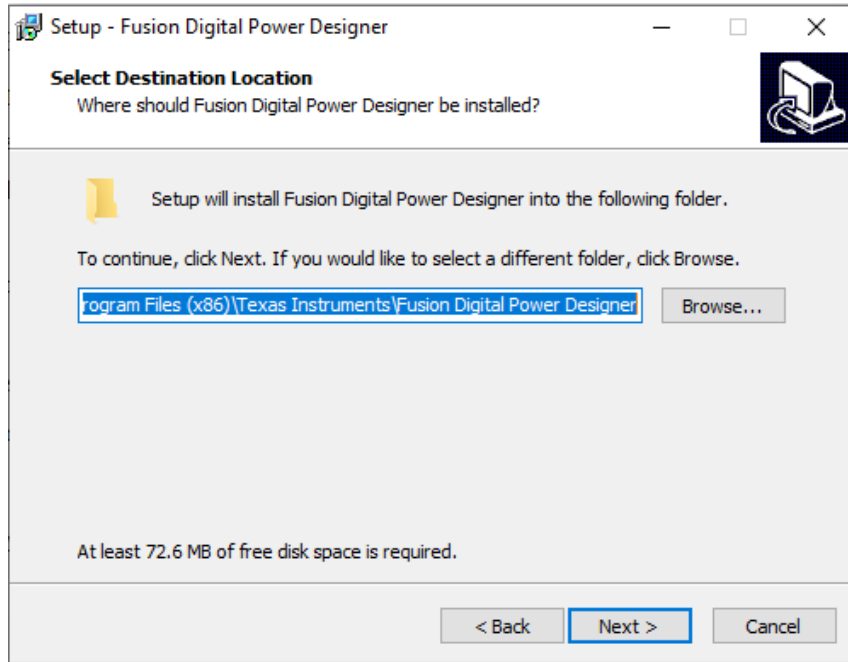 Setup - Fusion Digital Power Designer
Select Destination Location
Where should Fusion Digital Power Designer be installed?
Setup will install Fusion Digital Power Designer into the following folder.
To continue, click Next. If you would like to select a different folder, click Browse.
rogram Files (x86)\Texas Instruments\Fusion Digital Power Designer
Browse...
At least 72.6 MB of free disk space is required.
< Back
Next >
Cancel